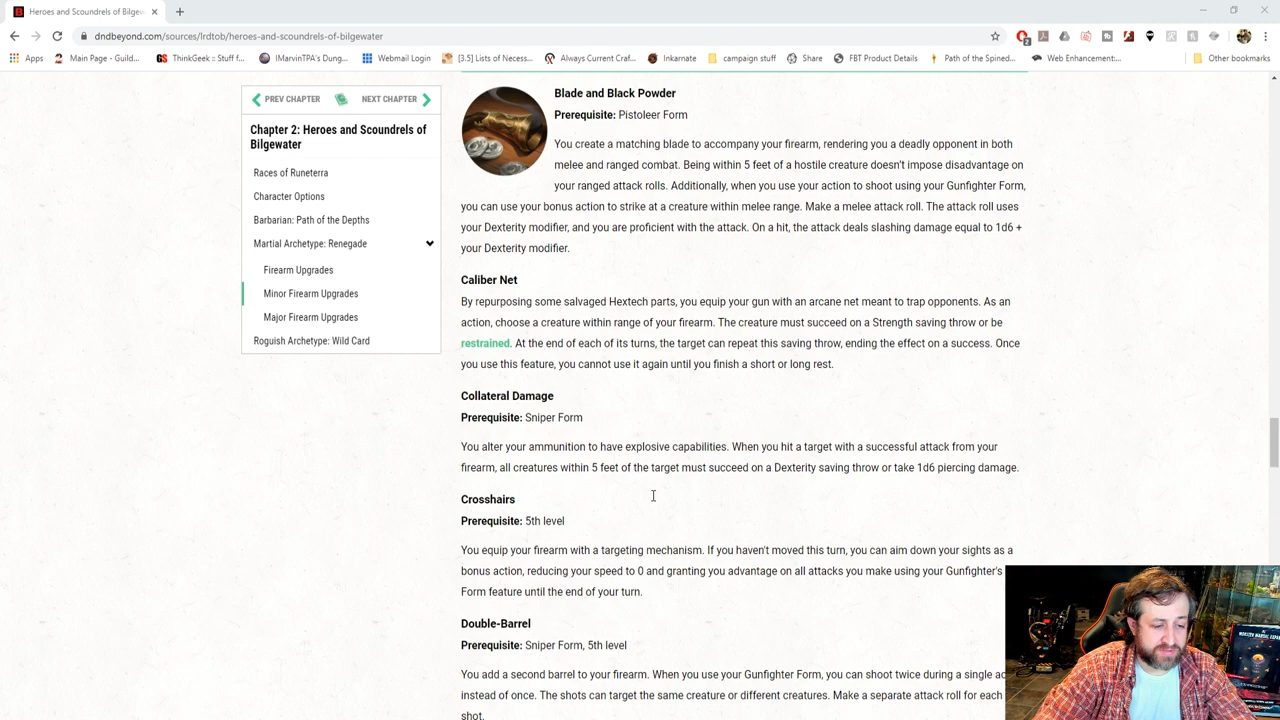 Heroes and Scoundrels of Bilgew
dndbeyond.com/sources/lrdtob/heroes-and-scoundrels-of-bilgewater
Apps
Main Page - Guild...
ThinkGeek :: Stuff f...
IMarvinTPA's Dung...
Webmail Login
[3.5] Lists of Necess...
Always Current Craf...
Inkarnate
campaign stuff
Share
FBT Product Details
Path of the Spined...
Web Enhancement:...
Other bookmarks
PREV CHAPTER
NEXT CHAPTER
Chapter 2: Heroes and Scoundrels of
Bilgewater
Races of Runeterra
Character Options
Barbarian: Path of the Depths
Martial Archetype: Renegade
Firearm Upgrades
Minor Firearm Upgrades
Major Firearm Upgrades
Roguish Archetype: Wild Card
Blade and Black Powder
Prerequisite: Pistoleer Form
You create a matching blade to accompany your firearm, rendering you a deadly opponent in both
melee and ranged combat. Being within 5 feet of a hostile creature doesn't impose disadvantage on
your ranged attack rolls. Additionally, when you use your action to shoot using your Gunfighter Form,
you can use your bonus action to strike at a creature within melee range. Make a melee attack roll. The attack roll uses
your Dexterity modifier, and you are proficient with the attack. On a hit, the attack deals slashing damage equal to 1d6 +
your Dexterity modifier.
Caliber Net
By repurposing some salvaged Hextech parts, you equip your gun with an arcane net meant to trap opponents. As an
action, choose a creature within range of your firearm. The creature must succeed on a Strength saving throw or be
restrained. At the end of each of its turns, the target can repeat this saving throw, ending the effect on a success. Once
you use this feature, you cannot use it again until you finish a short or long rest.
Collateral Damage
Prerequisite: Sniper Form
You alter your ammunition to have explosive capabilities. When you hit a target with a successful attack from your
firearm, all creatures within 5 feet of the target must succeed on a Dexterity saving throw or take 1d6 piercing damage.
Crosshairs
Prerequisite: 5th level
You equip your firearm with a targeting mechanism. If you haven't moved this turn, you can aim down your sights as a
bonus action, reducing your speed to 0 and granting you advantage on all attacks you make using your Gunfighter's
Form feature until the end of your turn.
Double-Barrel
Prerequisite: Sniper Form, 5th level
You add a second barrel to your firearm. When you use your Gunfighter Form, you can shoot twice during a single ac
instead of once. The shots can target the same creature or different creatures. Make a separate attack roll for each
shot.